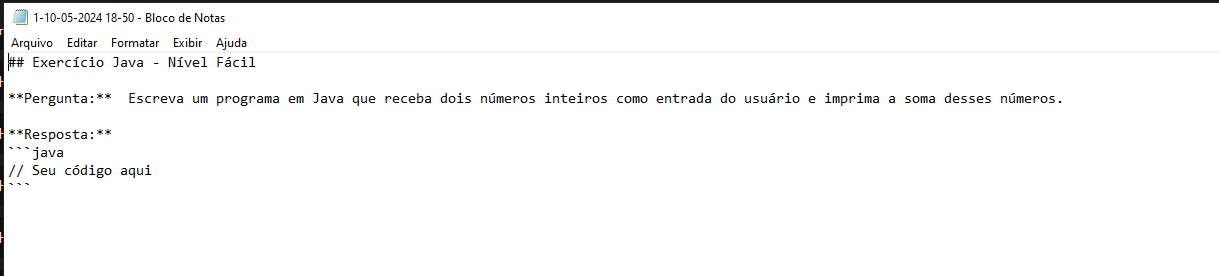 1-10-05-2024 18-50 - Bloco de Notas
Arquivo Editar Formatar Exibir Ajuda
## Exercício Java - Nível Fácil
**Pergunta:**  Escreva um programa em Java que receba dois números inteiros como entrada do usuário e imprima a soma desses números.
**Resposta:**
```java
// Seu código aqui
```